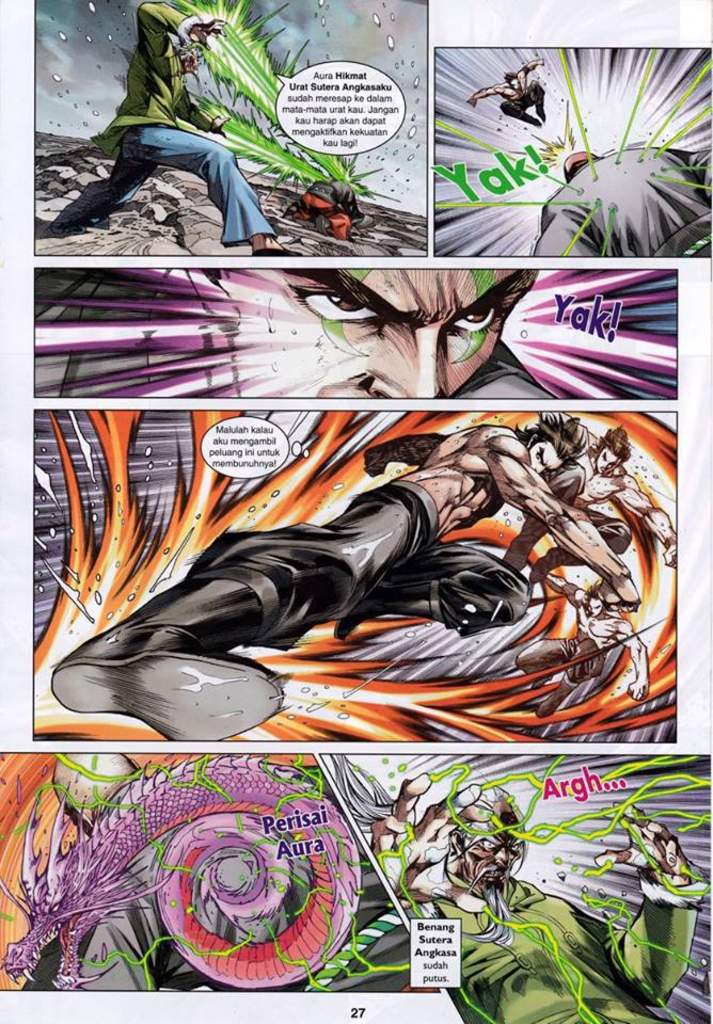 Aura Hikmat
Urat Sutera Angkasaku
sudah meresap ke dalam
mata-mata urat kau. Jangan
kau harap akan dapat
mengaktifkan kekuatan
kau lagi!
Yak!
Yak!
Malulah kalau
aku mengambil
peluang ini untuk
membunuhnya!
Perisai
Aura
Argh...
Benang
Sutera
Angkasa
sudah
putus.
27